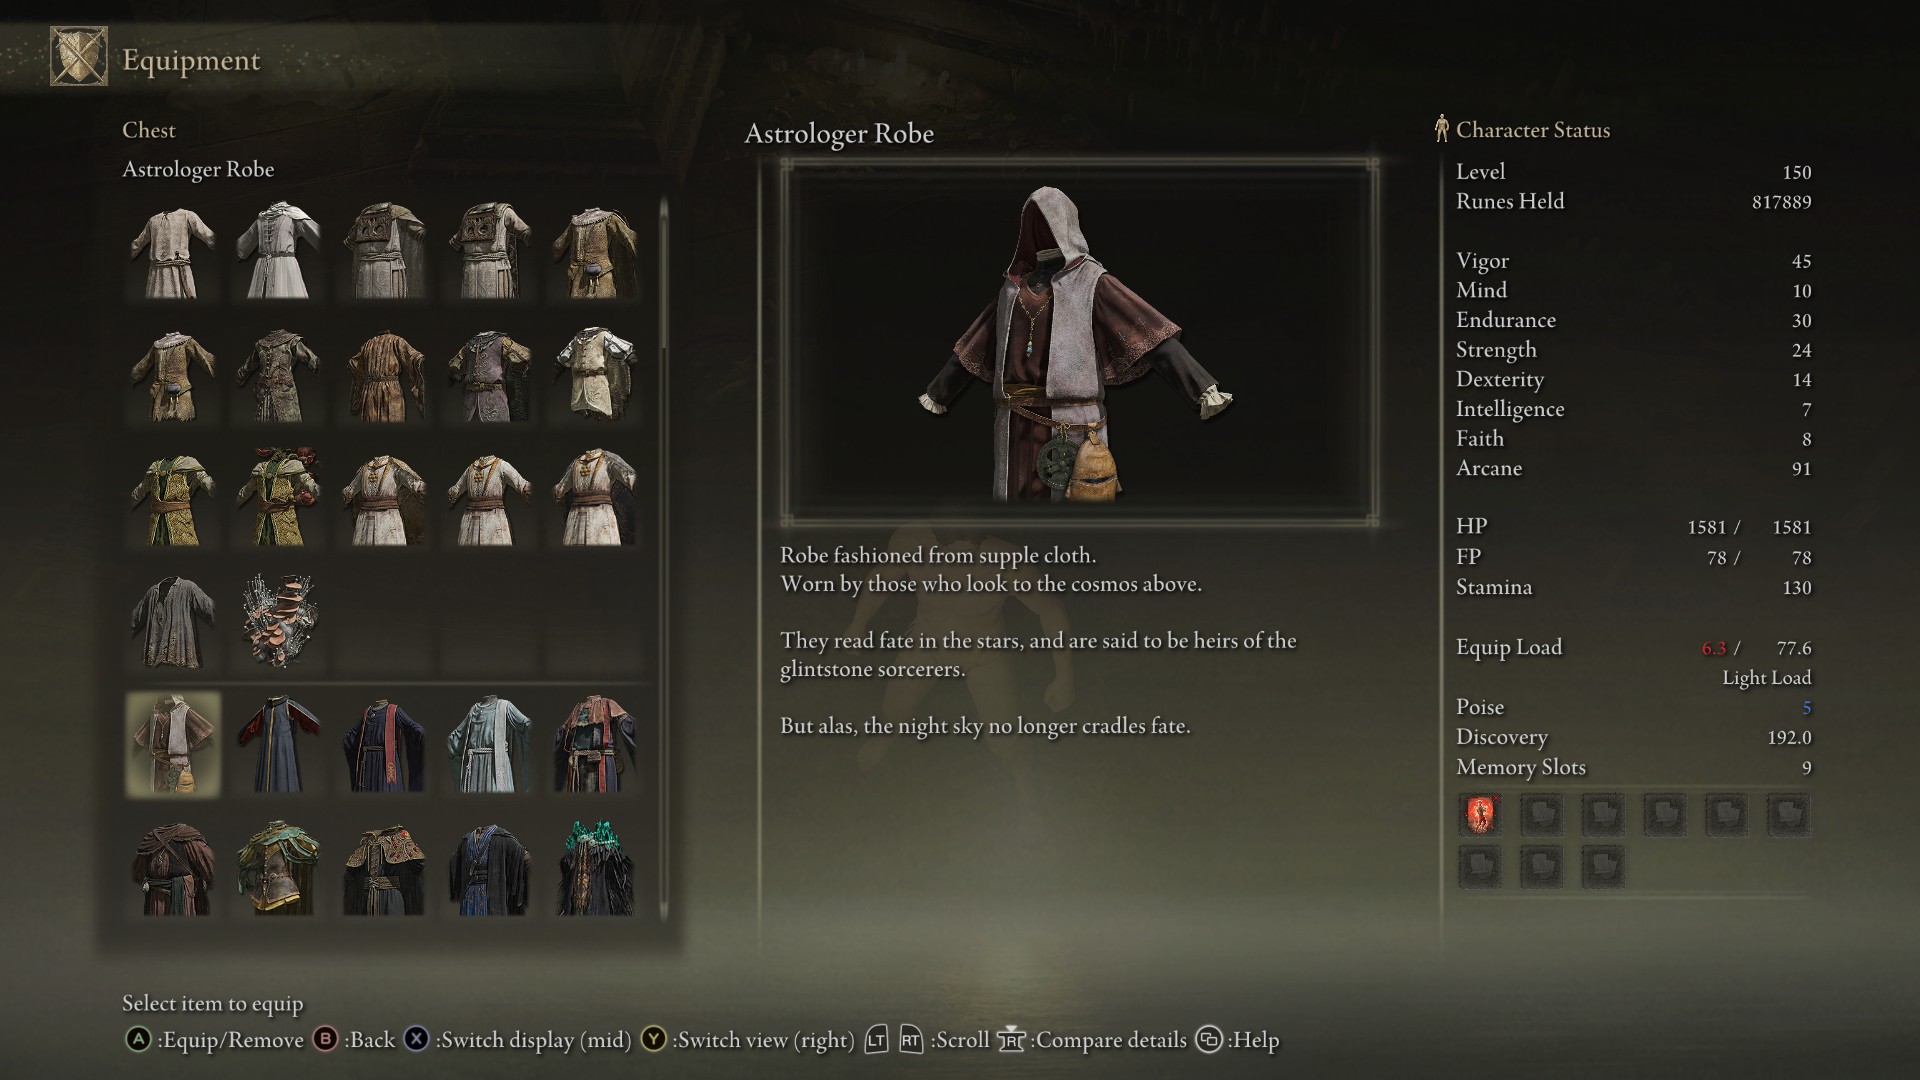 Equipment
Chest
Astrologer Robe
Astrologer Robe
Robe fashioned from supple cloth.
Worn by those who look to the cosmos above.
They read fate in the stars, and are said to be heirs of the
glintstone sorcerers.
But alas, the night sky no longer cradles fate.
Character Status
Level 150
Runes Held 817889
Vigor 45
Mind 10
Endurance 30
Strength 24
Dexterity 14
Intelligence 7
Faith 8
Arcane 91
HP 1581 / 1581
FP 78 / 78
Stamina 130
Equip Load 6.3 / 77.6
Light Load
Poise 5
Discovery 192.0
Memory Slots 9
Select item to equip
A :Equip/Remove B :Back X :Switch display (mid) Y :Switch view (right) LT RT :Scroll R :Compare details :Help